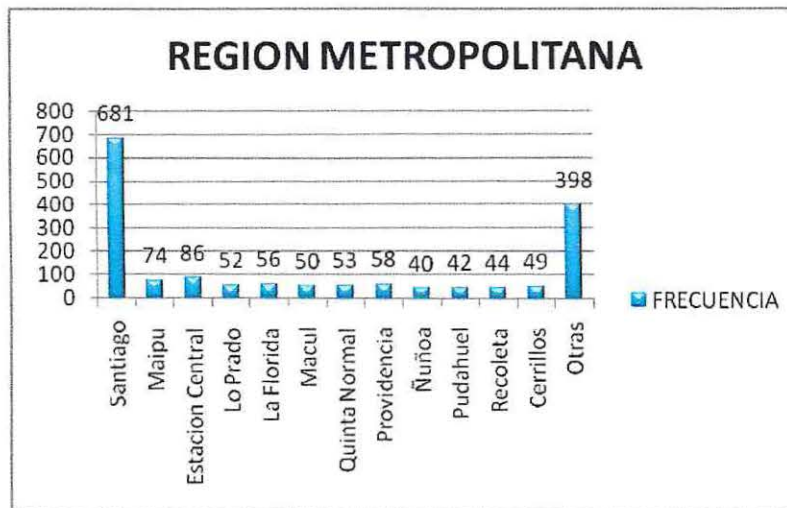 REGION METROPOLITANA
800
700
600
500
400
300
200
100
0
681
74
86
52
56
50
53
58
40
42
44
49
398
Santiago
Maipu
Estacion Central
Lo Prado
La Florida
Macul
Quinta Normal
Providencia
Ñuñoa
Pudahuel
Recoleta
Cerrillos
Otras
FRECUENCIA